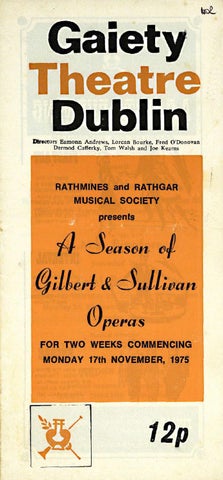 Gaiety
Theatre
Dublin
Directors Eamonn Andrews, Lorcan Bourke, Fred O'Donovan
Dermod Cafferky, Tom Walsh and Joe Kearns
RATHMINES and RATHGAR
MUSICAL SOCIETY
presents
A Season of
Gilbert & Sullivan
Operas
FOR TWO WEEKS COMMENCING
MONDAY 17th NOVEMBER, 1975
12p